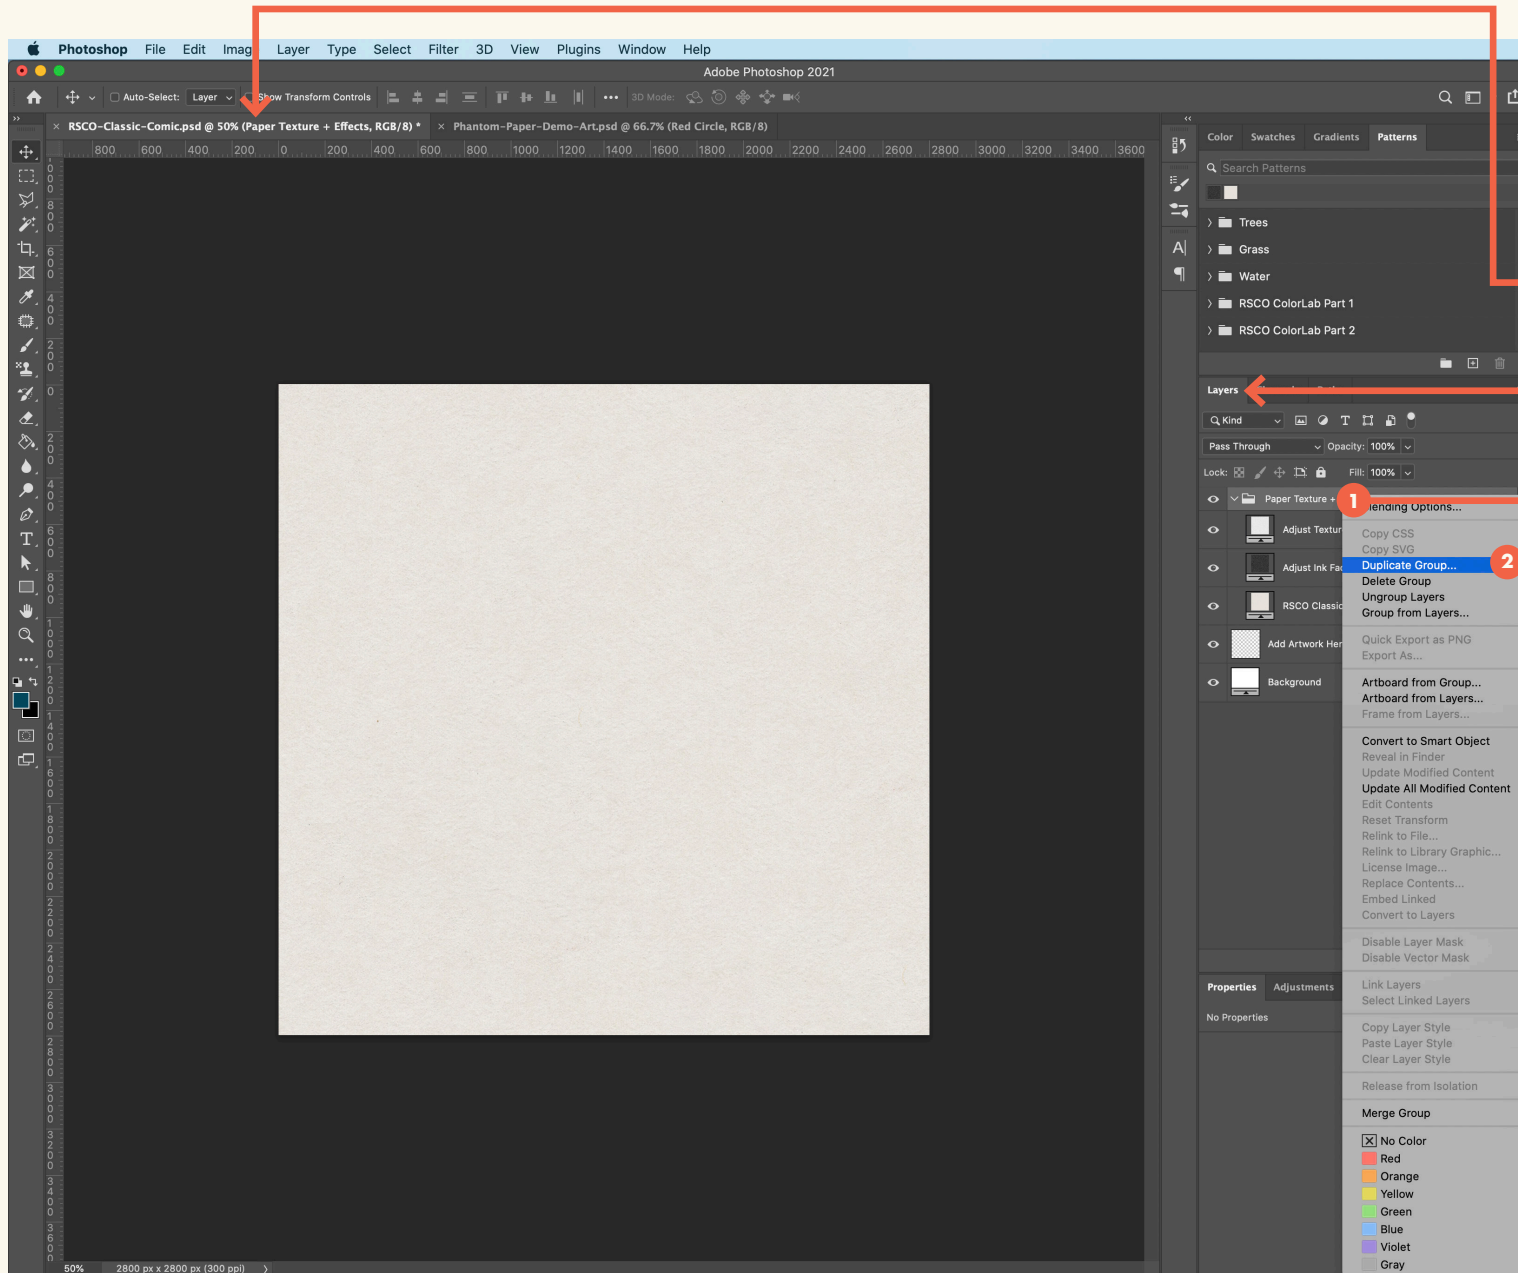 Photoshop File Edit Imag Layer Type Select Filter 3D View Plugins Window Help
Adobe Photoshop 2021
Auto-Select: Layer Show Transform Controls 3D Mode:
RSCO-Classic-Comic.psd @ 50% (Paper Texture + Effects, RGB/8) * × Phantom-Paper-Demo-Art.psd @ 66.7% (Red Circle, RGB/8)
800 600 400 200 0 200 400 600 800 1000 1200 1400 1600 1800 2000 2200 2400 2600 2800 3000 3200 3400 3600
Color Swatches Gradients Patterns
Search Patterns
Trees
Grass
Water
RSCO ColorLab Part 1
RSCO ColorLab Part 2
Layers
Kind
Pass Through Opacity: 100%
Lock: Fill: 100%
Paper Texture +
1
Adjust Textur
Adjust Ink Fa
RSCO Classic
Add Artwork Her
Background
Blending Options...
Copy CSS
Copy SVG
Duplicate Group...
2
Delete Group
Ungroup Layers
Group from Layers...
Quick Export as PNG
Export As...
Artboard from Group...
Artboard from Layers...
Frame from Layers...
Convert to Smart Object
Reveal in Finder
Update Modified Content
Update All Modified Content
Edit Contents
Reset Transform
Relink to File...
Relink to Library Graphic...
License Image...
Replace Contents...
Embed Linked
Convert to Layers
Disable Layer Mask
Disable Vector Mask
Link Layers
Select Linked Layers
Copy Layer Style
Paste Layer Style
Clear Layer Style
Release from Isolation
Merge Group
No Color
Red
Orange
Yellow
Green
Blue
Violet
Gray
Properties Adjustments
No Properties
50% 2800 px x 2800 px (300 ppi)